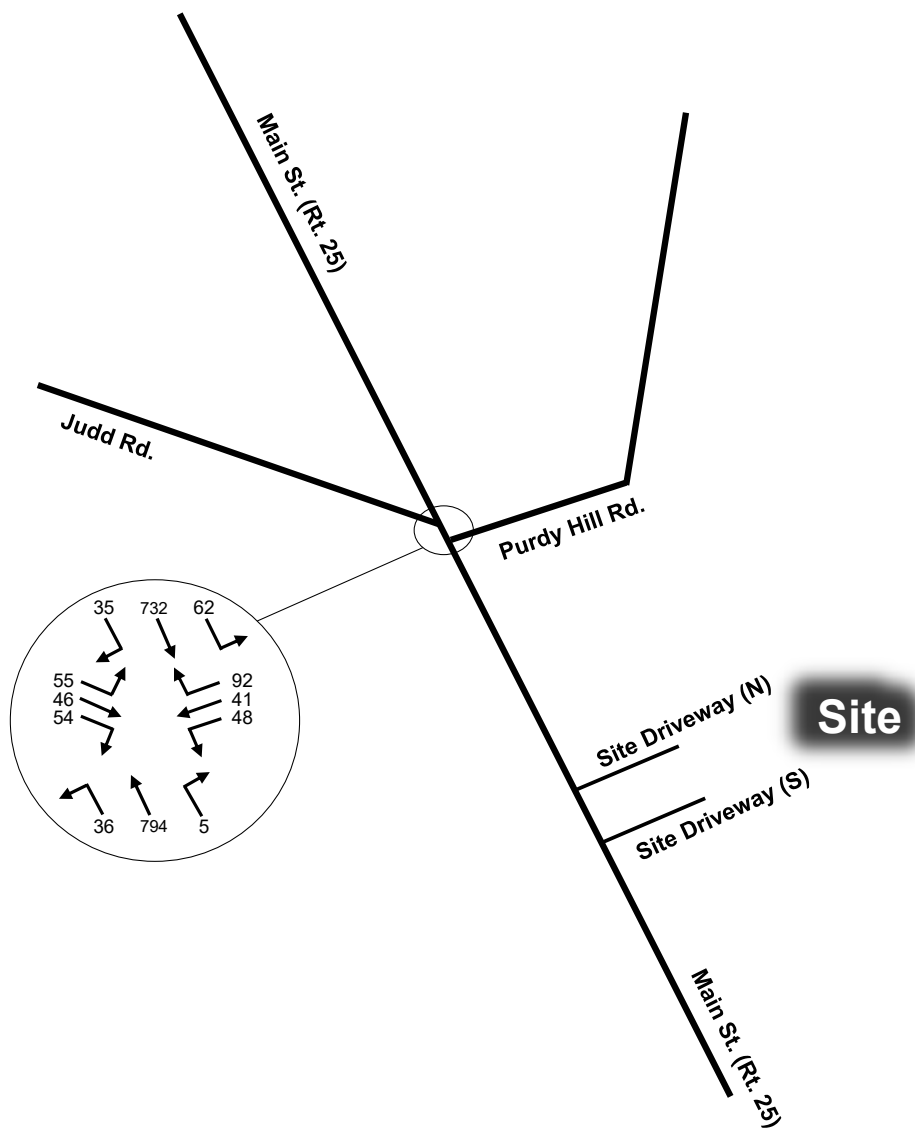 Main St. (Rt. 25)
Judd Rd.
Purdy Hill Rd.
35 732 62
55 92
46 41
54 48
36 794 5
Site Driveway (N)
Site
Site Driveway (S)
Main St. (Rt. 25)